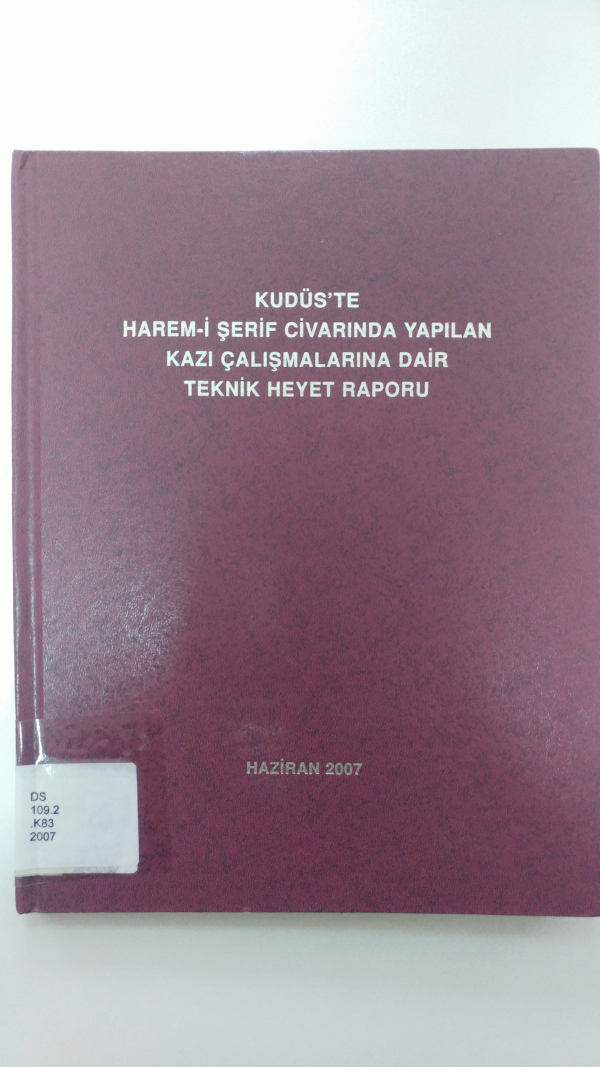 KUDÜS'TE
HAREM-İ ŞERİF CİVARINDA YAPILAN
KAZI ÇALIŞMALARINA DAİR
TEKNİK HEYET RAPORU
HAZİRAN 2007
DS
109.2
.K83
2007